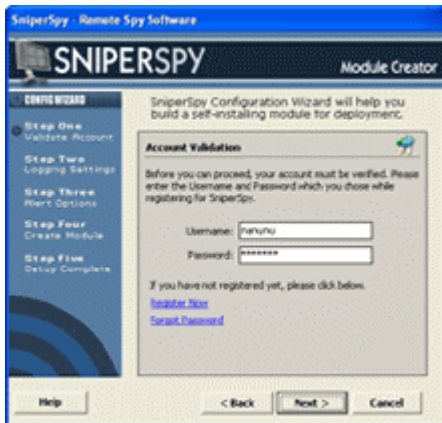 SniperSpy - Remote Spy Software
SNIPERSPY
Module Creator
CONFIG WIZARD
SniperSpy Configuration Wizard will help you
build a self-installing module for deployment.
Step One
Validate Account
Step Two
Logging Settings
Step Three
Alert Options
Step Four
Create Module
Step Five
Setup Complete
Account Validation
Before you can proceed, your account must be verified. Please
enter the Username and Password which you chose while
registering for SniperSpy.
Username: nanunu
Password: *******
If you have not registered yet, please click below.
Register Now
Forgot Password
Help
< Back
Next >
Cancel